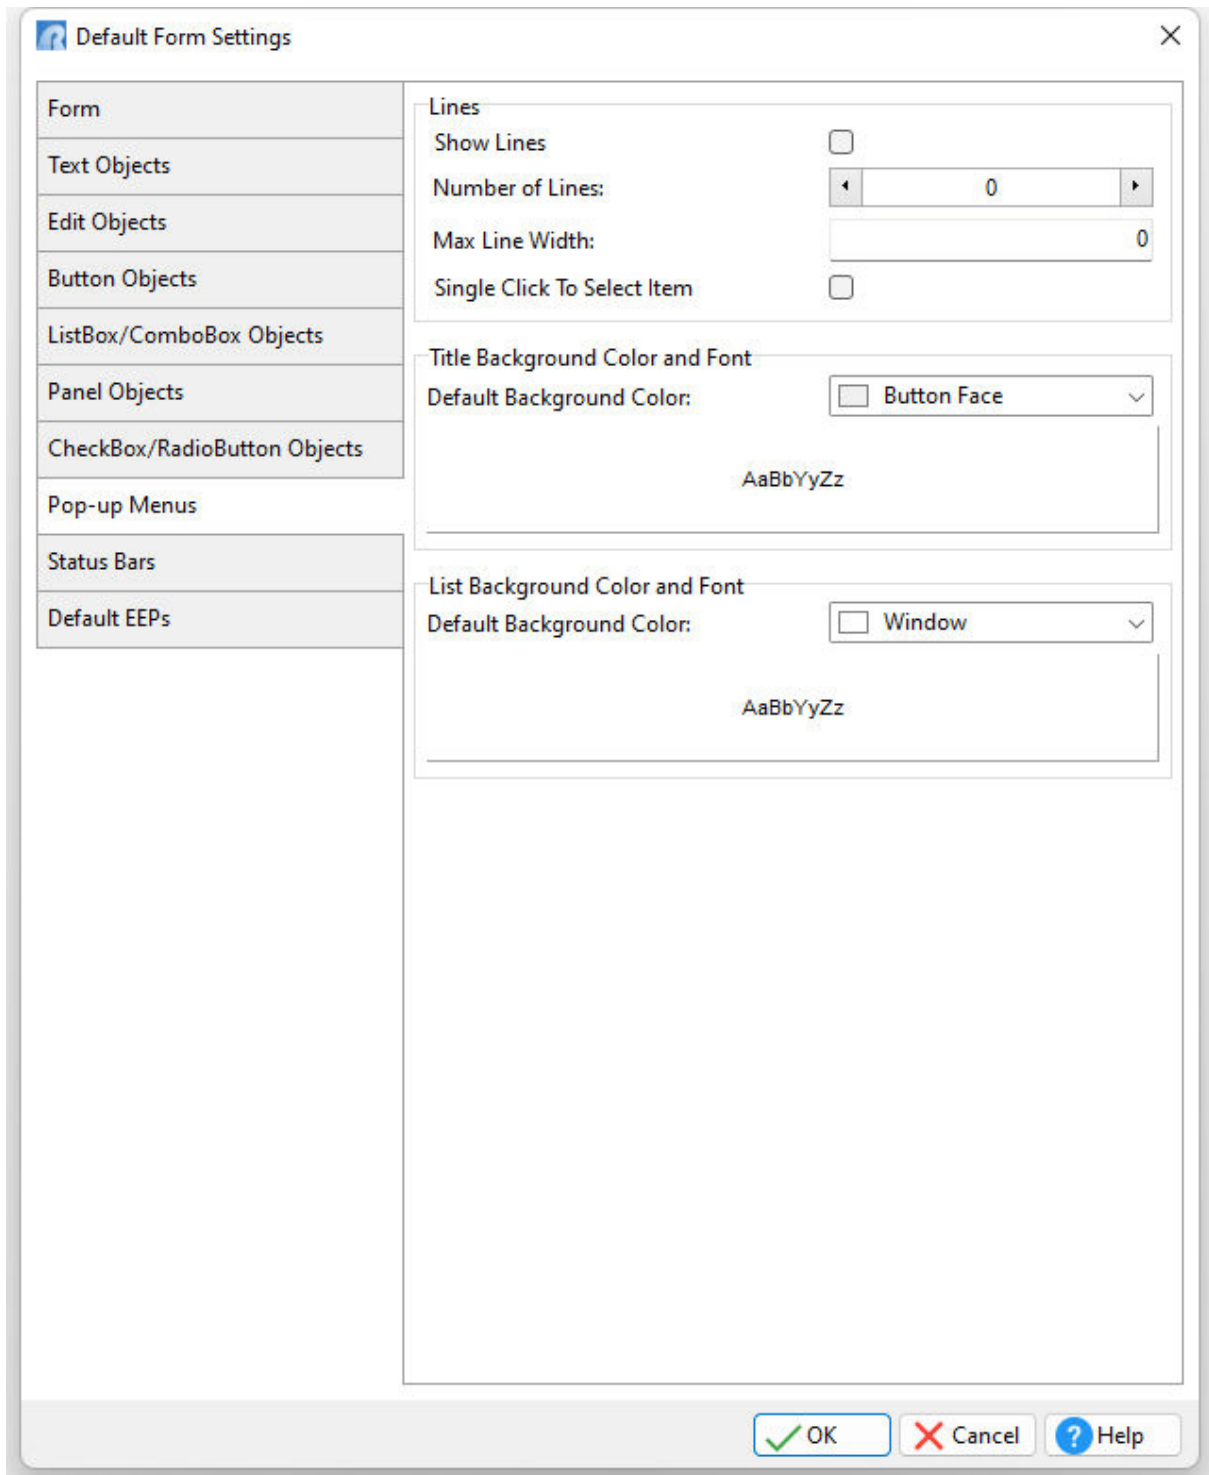 Default Form Settings
Form
Text Objects
Edit Objects
Button Objects
ListBox/ComboBox Objects
Panel Objects
CheckBox/RadioButton Objects
Pop-up Menus
Status Bars
Default EEPs
Lines
Show Lines
Number of Lines: 0
Max Line Width: 0
Single Click To Select Item
Title Background Color and Font
Default Background Color: Button Face
AaBbYyZz
List Background Color and Font
Default Background Color: Window
AaBbYyZz
OK Cancel ? Help